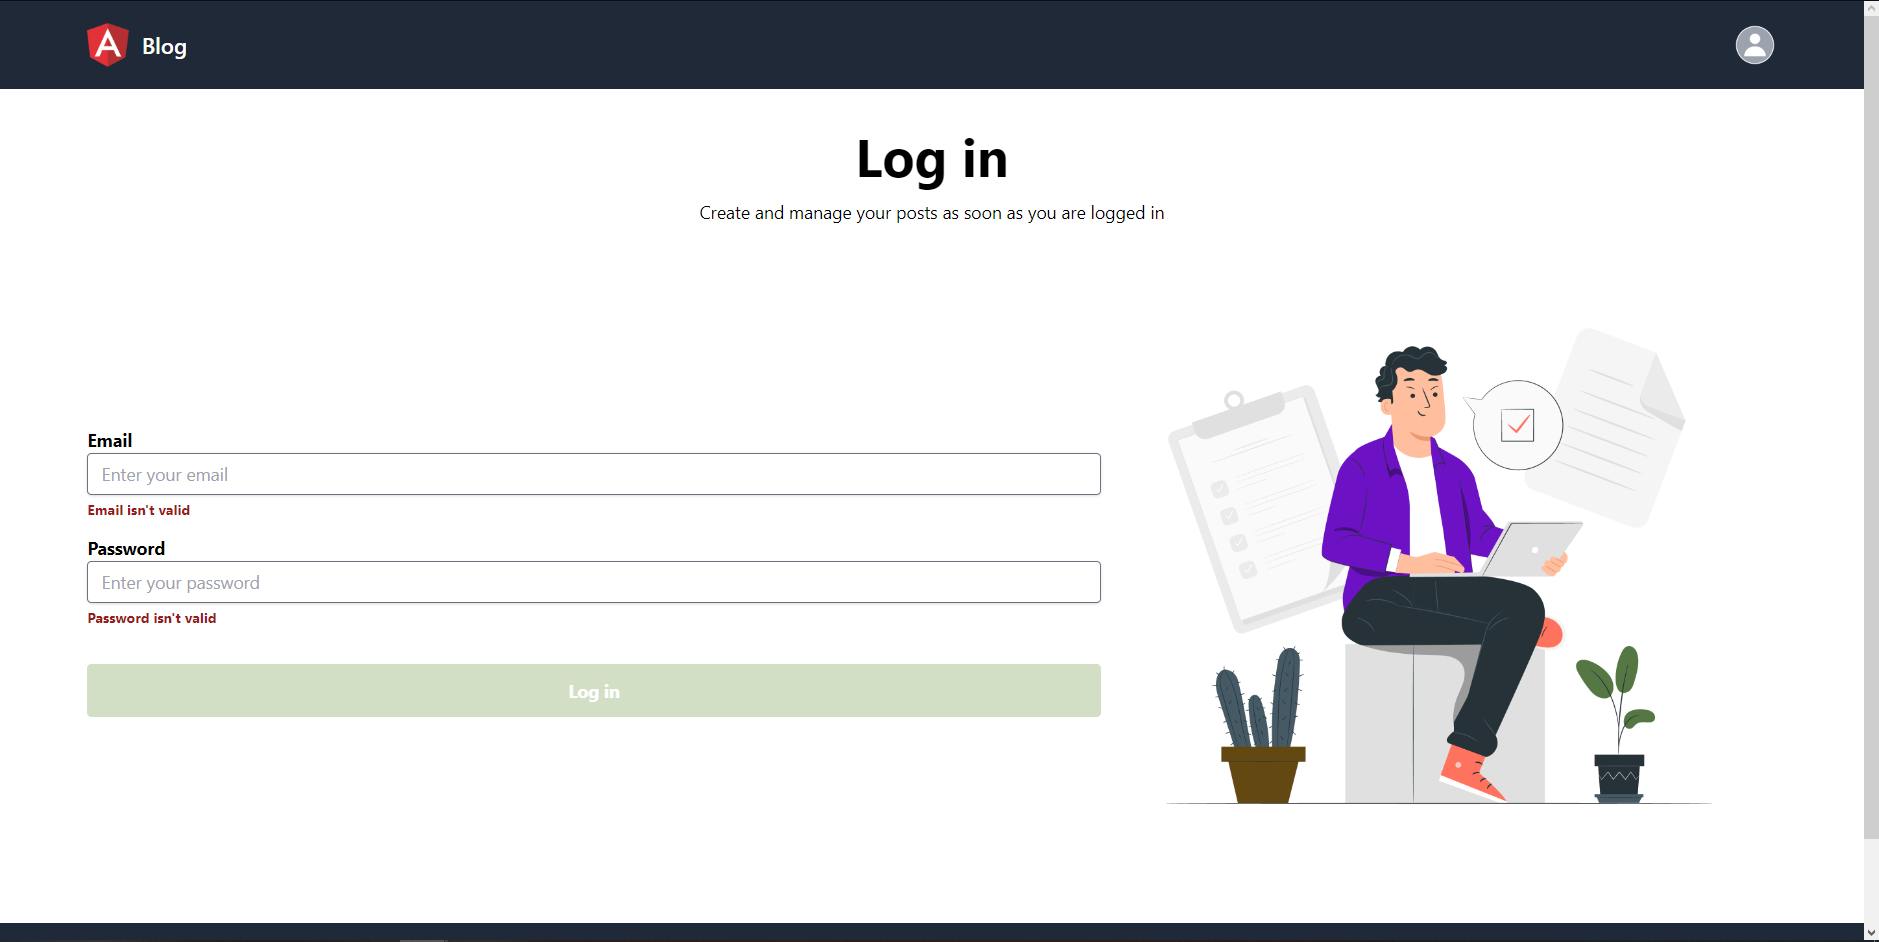 Blog
Log in
Create and manage your posts as soon as you are logged in
Email
Enter your email
Email isn't valid
Password
Enter your password
Password isn't valid
Log in